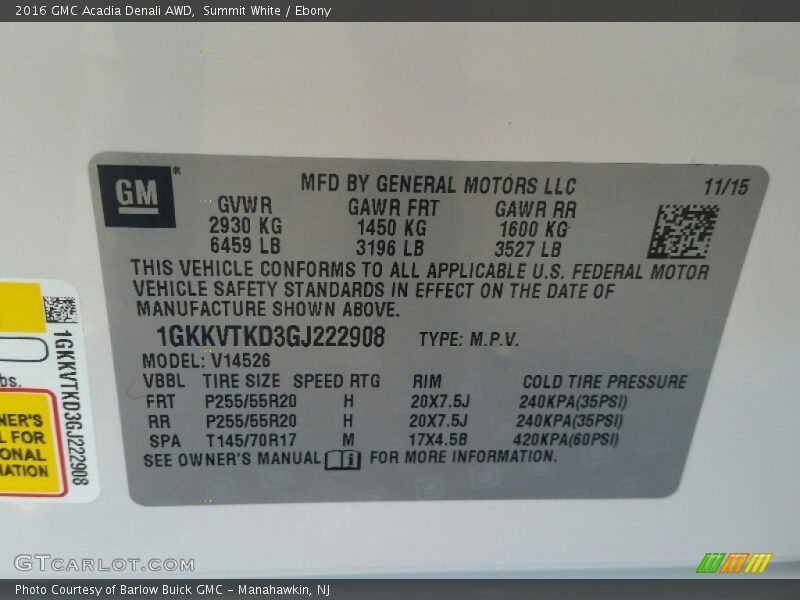 2016 GMC Acadia Denali AWD, Summit White / Ebony
GM®
MFD BY GENERAL MOTORS LLC 11/15
GVWR GAWR FRT GAWR RR
2930 KG 1450 KG 1600 KG
6459 LB 3196 LB 3527 LB
THIS VEHICLE CONFORMS TO ALL APPLICABLE U.S. FEDERAL MOTOR
VEHICLE SAFETY STANDARDS IN EFFECT ON THE DATE OF
MANUFACTURE SHOWN ABOVE.
1GKKVTKD3GJ222908 TYPE: M.P.V.
MODEL: V14526
VBBL TIRE SIZE SPEED RTG RIM COLD TIRE PRESSURE
FRT P255/55R20 H 20X7.5J 240KPA(35PSI)
RR P255/55R20 H 20X7.5J 240KPA(35PSI)
SPA T145/70R17 M 17X4.5B 420KPA(60PSI)
SEE OWNER'S MANUAL i FOR MORE INFORMATION.
1GKKVTKD3GJ222908
bs.
NER'S
L FOR
ONAL
MATION
GTCARLOT.COM
Photo Courtesy of Barlow Buick GMC - Manahawkin, NJ